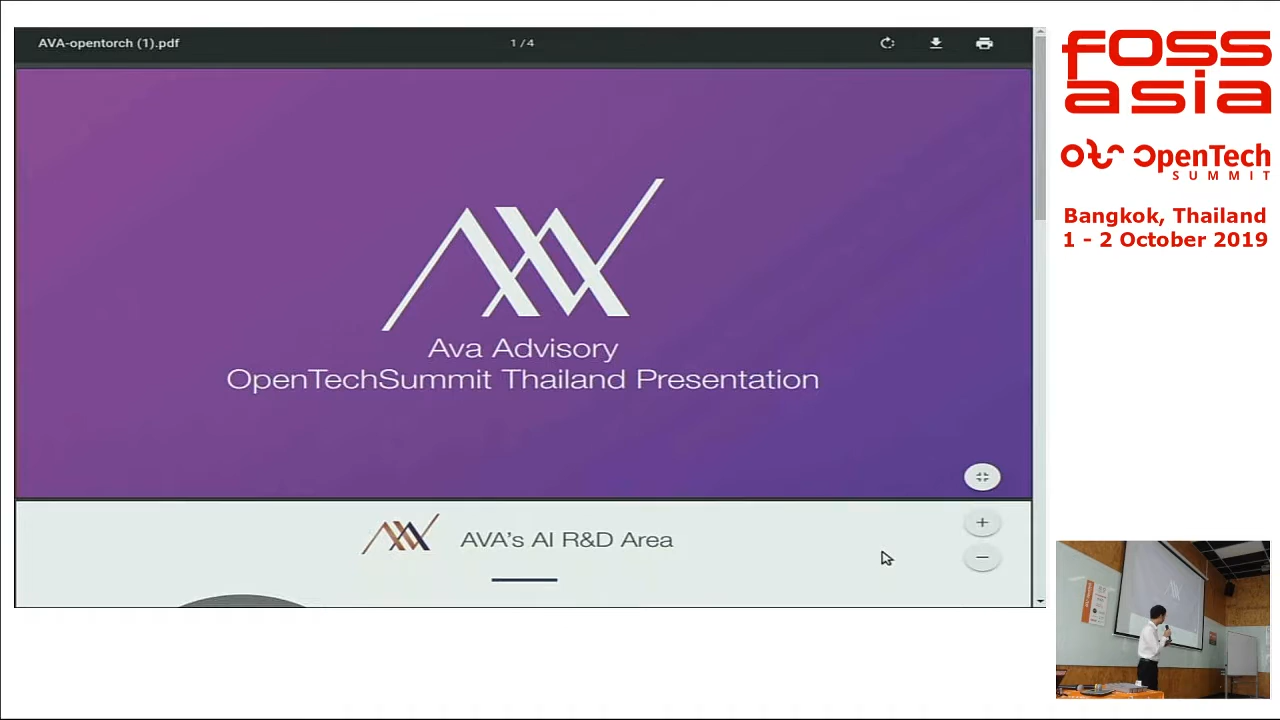 AVA-opentorch (1).pdf
1 / 4
Ava Advisory
OpenTechSummit Thailand Presentation
AVA's AI R&D Area
foss
asia
OpenTech
SUMMIT
Bangkok, Thailand
1 - 2 October 2019